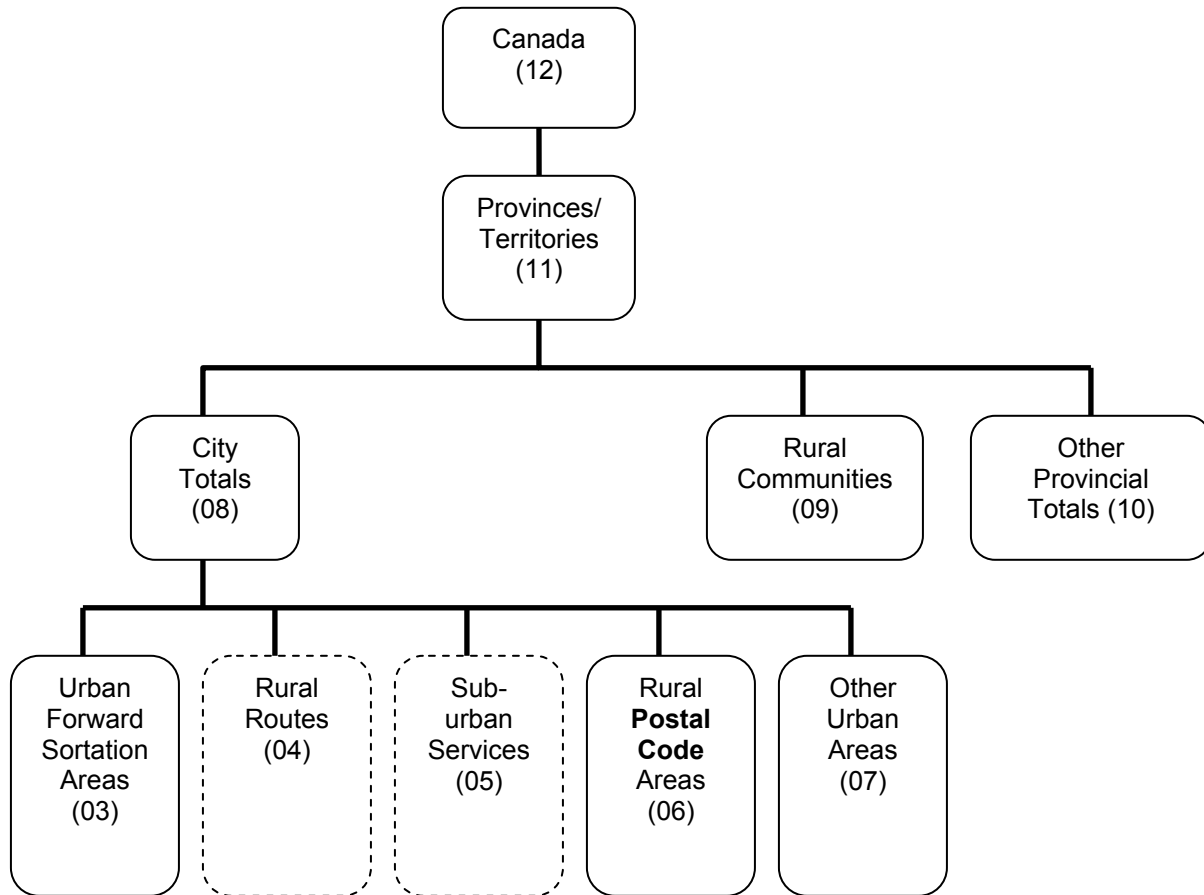 Canada
(12)
Provinces/
Territories
(11)
City
Totals
(08)
Rural
Communities
(09)
Other
Provincial
Totals (10)
Urban
Forward
Sortation
Areas
(03)
Rural
Routes
(04)
Sub-
urban
Services
(05)
Rural
Postal
Code
Areas
(06)
Other
Urban
Areas
(07)